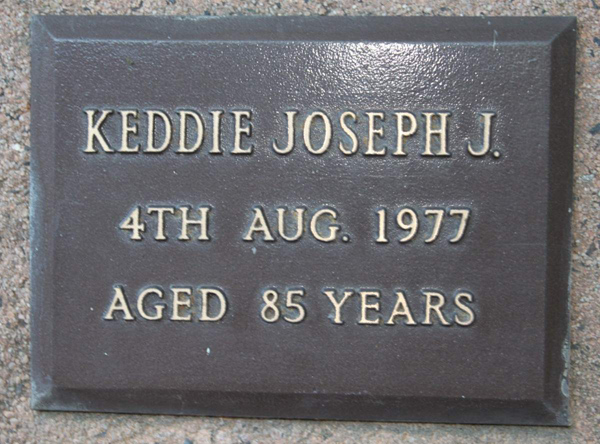 KEDDIE JOSEPH J.
4TH AUG. 1977
AGED 85 YEARS